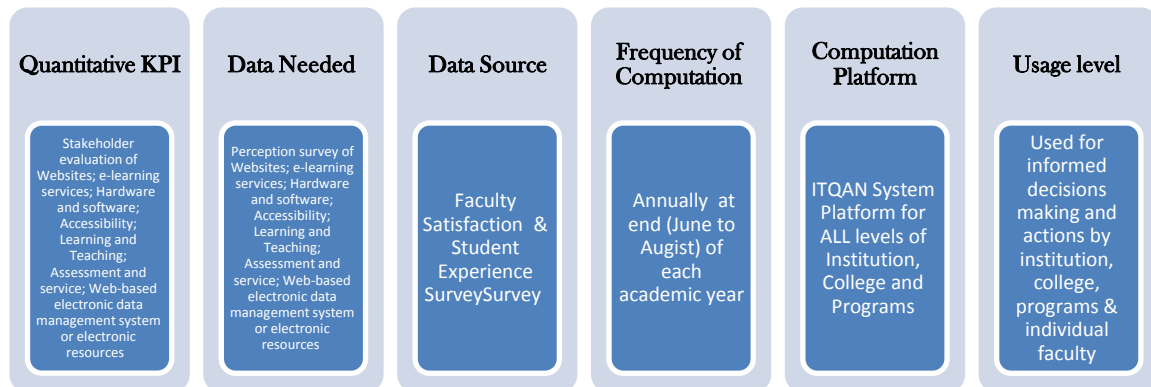 Quantitative KPI
Stakeholder
evaluation of
Websites; e-learning
services; Hardware
and software;
Accessibility;
Learning and
Teaching;
Assessment and
service; Web-based
electronic data
management system
or electronic
resources
Data Needed
Perception survey of
Websites; e-learning
services; Hardware
and software;
Accessibility;
Learning and
Teaching;
Assessment and
service; Web-based
electronic data
management system
or electronic
resources
Data Source
Faculty
Satisfaction &
Student
Experience
SurveySurvey
Frequency of
Computation
Annually at
end (June to
Augist) of
each
academic year
Computation
Platform
ITQAN System
Platform for
ALL levels of
Institution,
College and
Programs
Usage level
Used for
informed
decisions
making and
actions by
institution,
college,
programs &
individual
faculty